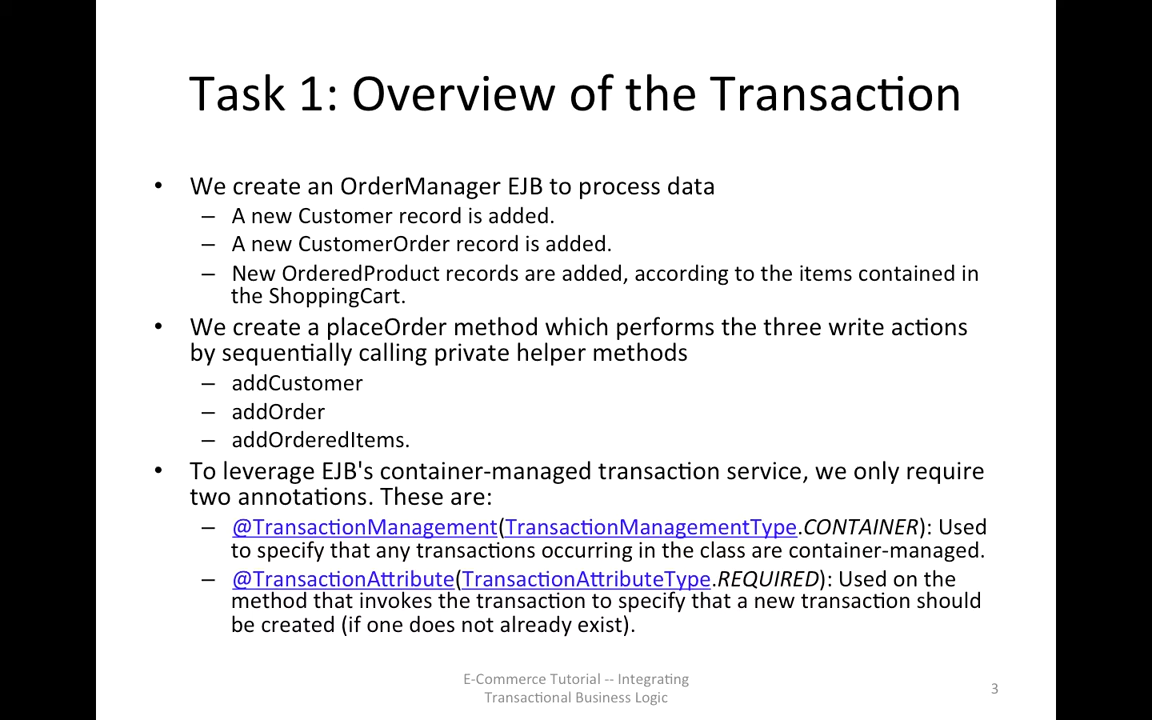 Task 1: Overview of the Transaction
• We create an OrderManager EJB to process data
– A new Customer record is added.
– A new CustomerOrder record is added.
– New OrderedProduct records are added, according to the items contained in
the ShoppingCart.
• We create a placeOrder method which performs the three write actions
by sequentially calling private helper methods
– addCustomer
– addOrder
– addOrderedItems.
• To leverage EJB's container-managed transaction service, we only require
two annotations. These are:
– @TransactionManagement(TransactionManagementType.CONTAINER): Used
to specify that any transactions occurring in the class are container-managed.
– @TransactionAttribute(TransactionAttributeType.REQUIRED): Used on the
method that invokes the transaction to specify that a new transaction should
be created (if one does not already exist).
E-Commerce Tutorial -- Integrating
Transactional Business Logic
3